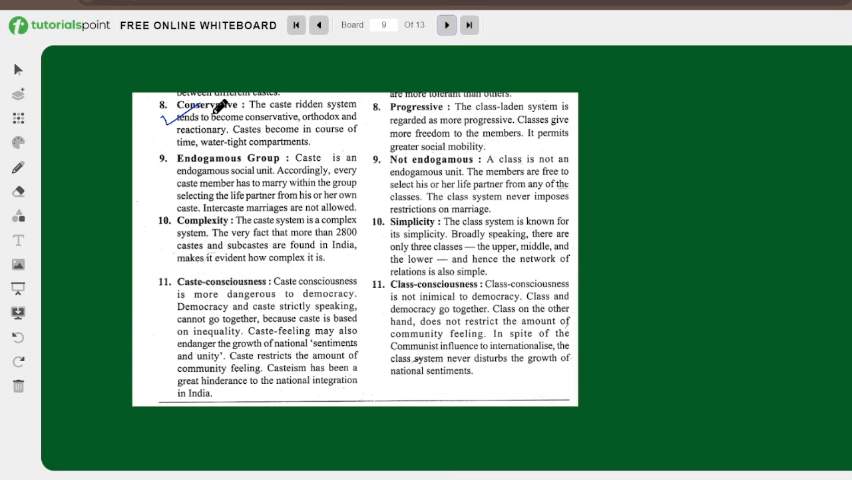 tutorialspoint FREE ONLINE WHITEBOARD Board 9 Of 13
between different castes.
8. Conservative : The caste ridden system
tends to become conservative, orthodox and
reactionary. Castes become in course of
time, water-tight compartments.
9. Endogamous Group : Caste is an
endogamous social unit. Accordingly, every
caste member has to marry within the group
selecting the life partner from his or her own
caste. Intercaste marriages are not allowed.
10. Complexity : The caste system is a complex
system. The very fact that more than 2800
castes and subcastes are found in India,
makes it evident how complex it is.
11. Caste-consciousness : Caste consciousness
is more dangerous to democracy.
Democracy and caste strictly speaking,
cannot go together, because caste is based
on inequality. Caste-feeling may also
endanger the growth of national 'sentiments
and unity'. Caste restricts the amount of
community feeling. Casteism has been a
great hinderance to the national integration
in India.
are more tolerant than others.
8. Progressive : The class-laden system is
regarded as more progressive. Classes give
more freedom to the members. It permits
greater social mobility.
9. Not endogamous : A class is not an
endogamous unit. The members are free to
select his or her life partner from any of the
classes. The class system never imposes
restrictions on marriage.
10. Simplicity : The class system is known for
its simplicity. Broadly speaking, there are
only three classes — the upper, middle, and
the lower — and hence the network of
relations is also simple.
11. Class-consciousness : Class-consciousness
is not inimical to democracy. Class and
democracy go together. Class on the other
hand, does not restrict the amount of
community feeling. In spite of the
Communist influence to internationalise, the
class system never disturbs the growth of
national sentiments.